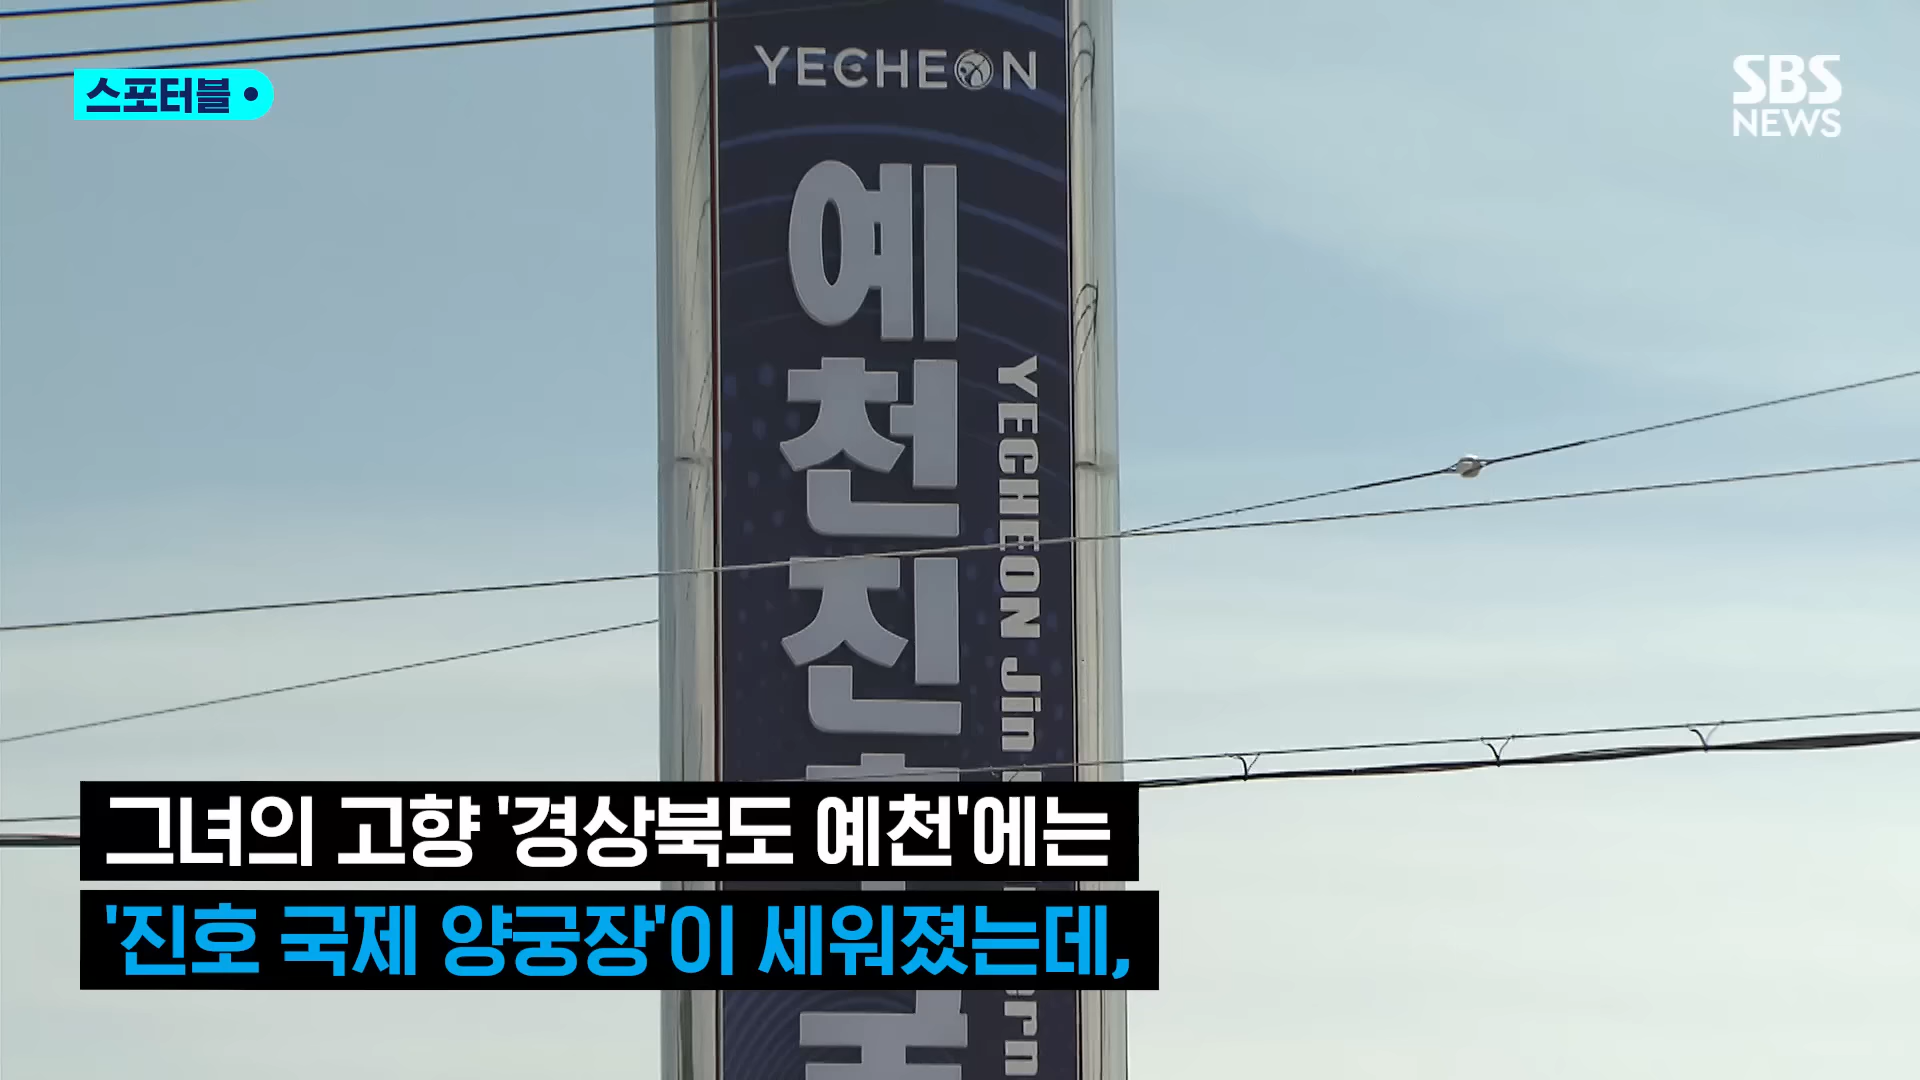 스포터블
SBS
NEWS
YECHEON
예천진
YECHEON Jin
그녀의 고향 '경상북도 예천'에는
'진호 국제 양궁장'이 세워졌는데,